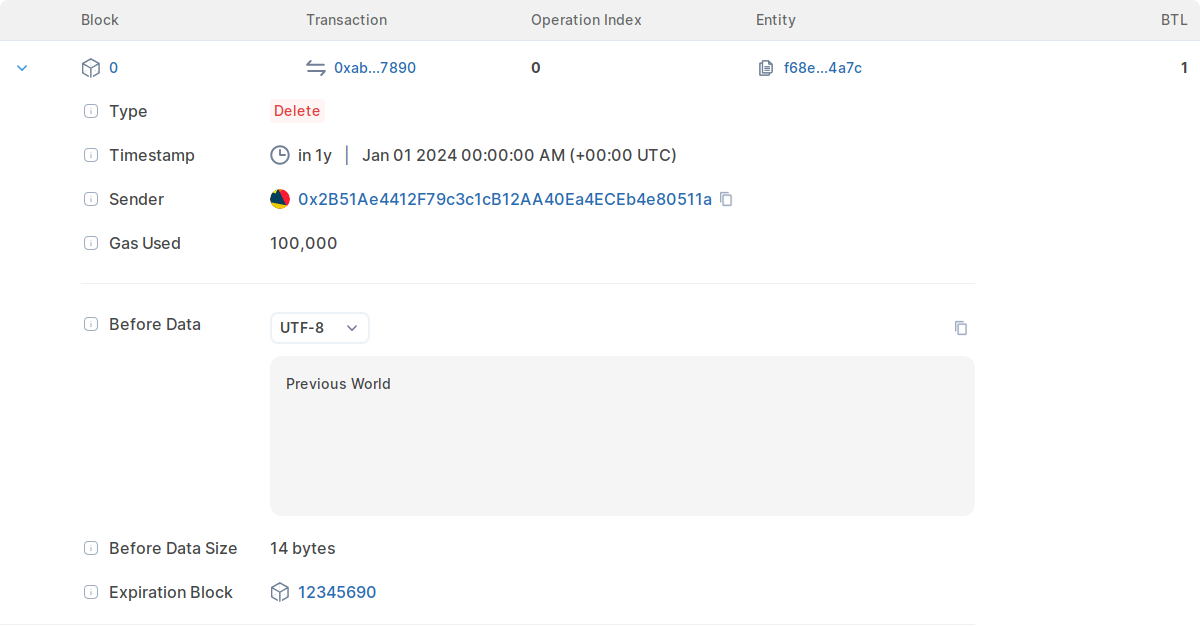 Block Transaction Operation Index Entity BTL
0 0xab...7890 0 f68e...4a7c 1
Type Delete
Timestamp in 1y | Jan 01 2024 00:00:00 AM (+00:00 UTC)
Sender 0x2B51Ae4412F79c3c1cB12AA40Ea4ECEb4e80511a
Gas Used 100,000
Before Data UTF-8
Previous World
Before Data Size 14 bytes
Expiration Block 12345690